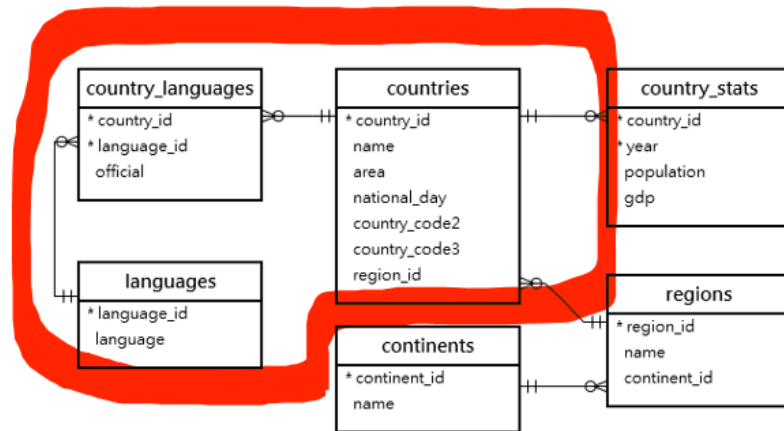 country_languages
* country_id
* language_id
official
countries
* country_id
name
area
national_day
country_code2
country_code3
region_id
country_stats
* country_id
* year
population
gdp
languages
* language_id
language
continents
* continent_id
name
regions
* region_id
name
continent_id